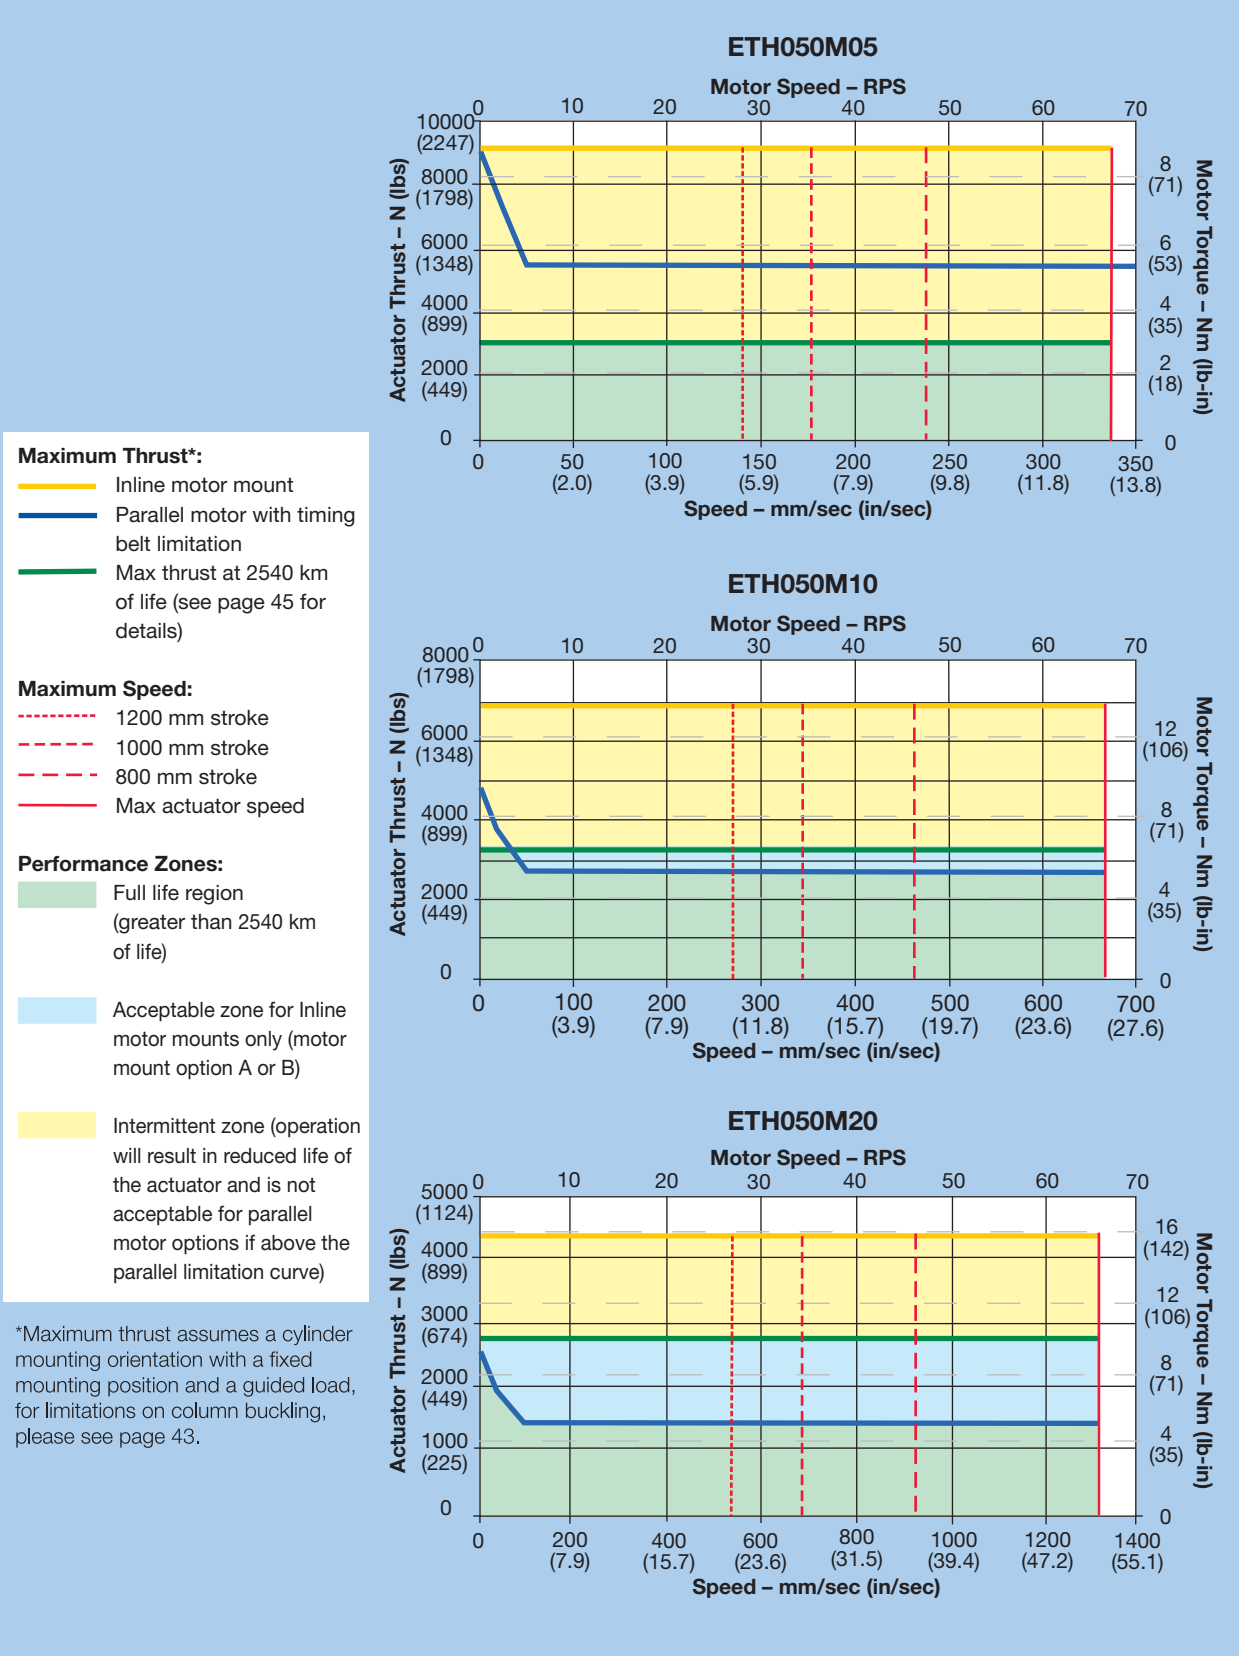 Maximum Thrust*:
Inline motor mount
Parallel motor with timing
belt limitation
Max thrust at 2540 km
of life (see page 45 for
details)
Maximum Speed:
1200 mm stroke
1000 mm stroke
800 mm stroke
Max actuator speed
Performance Zones:
Full life region
(greater than 2540 km
of life)
Acceptable zone for Inline
motor mounts only (motor
mount option A or B)
Intermittent zone (operation
will result in reduced life of
the actuator and is not
acceptable for parallel
motor options if above the
parallel limitation curve)
*Maximum thrust assumes a cylinder
mounting orientation with a fixed
mounting position and a guided load,
for limitations on column buckling,
please see page 43.
ETH050M05
Motor Speed – RPS
0 10 20 30 40 50 60 70
Actuator Thrust – N (lbs)
10000
(2247)
8000
(1798)
6000
(1348)
4000
(899)
2000
(449)
0
8
(71)
6
(53)
4
(35)
2
(18)
0
Motor Torque – Nm (lb-in)
0 50 100 150 200 250 300 350
(2.0) (3.9) (5.9) (7.9) (9.8) (11.8) (13.8)
Speed – mm/sec (in/sec)
ETH050M10
Motor Speed – RPS
0 10 20 30 40 50 60 70
Actuator Thrust – N (lbs)
8000
(1798)
6000
(1348)
4000
(899)
2000
(449)
0
12
(106)
8
(71)
4
(35)
0
Motor Torque – Nm (lb-in)
0 100 200 300 400 500 600 700
(3.9) (7.9) (11.8) (15.7) (19.7) (23.6) (27.6)
Speed – mm/sec (in/sec)
ETH050M20
Motor Speed – RPS
0 10 20 30 40 50 60 70
Actuator Thrust – N (lbs)
5000
(1124)
4000
(899)
3000
(674)
2000
(449)
1000
(225)
0
16
(142)
12
(106)
8
(71)
4
(35)
0
Motor Torque – Nm (lb-in)
0 200 400 600 800 1000 1200 1400
(7.9) (15.7) (23.6) (31.5) (39.4) (47.2) (55.1)
Speed – mm/sec (in/sec)